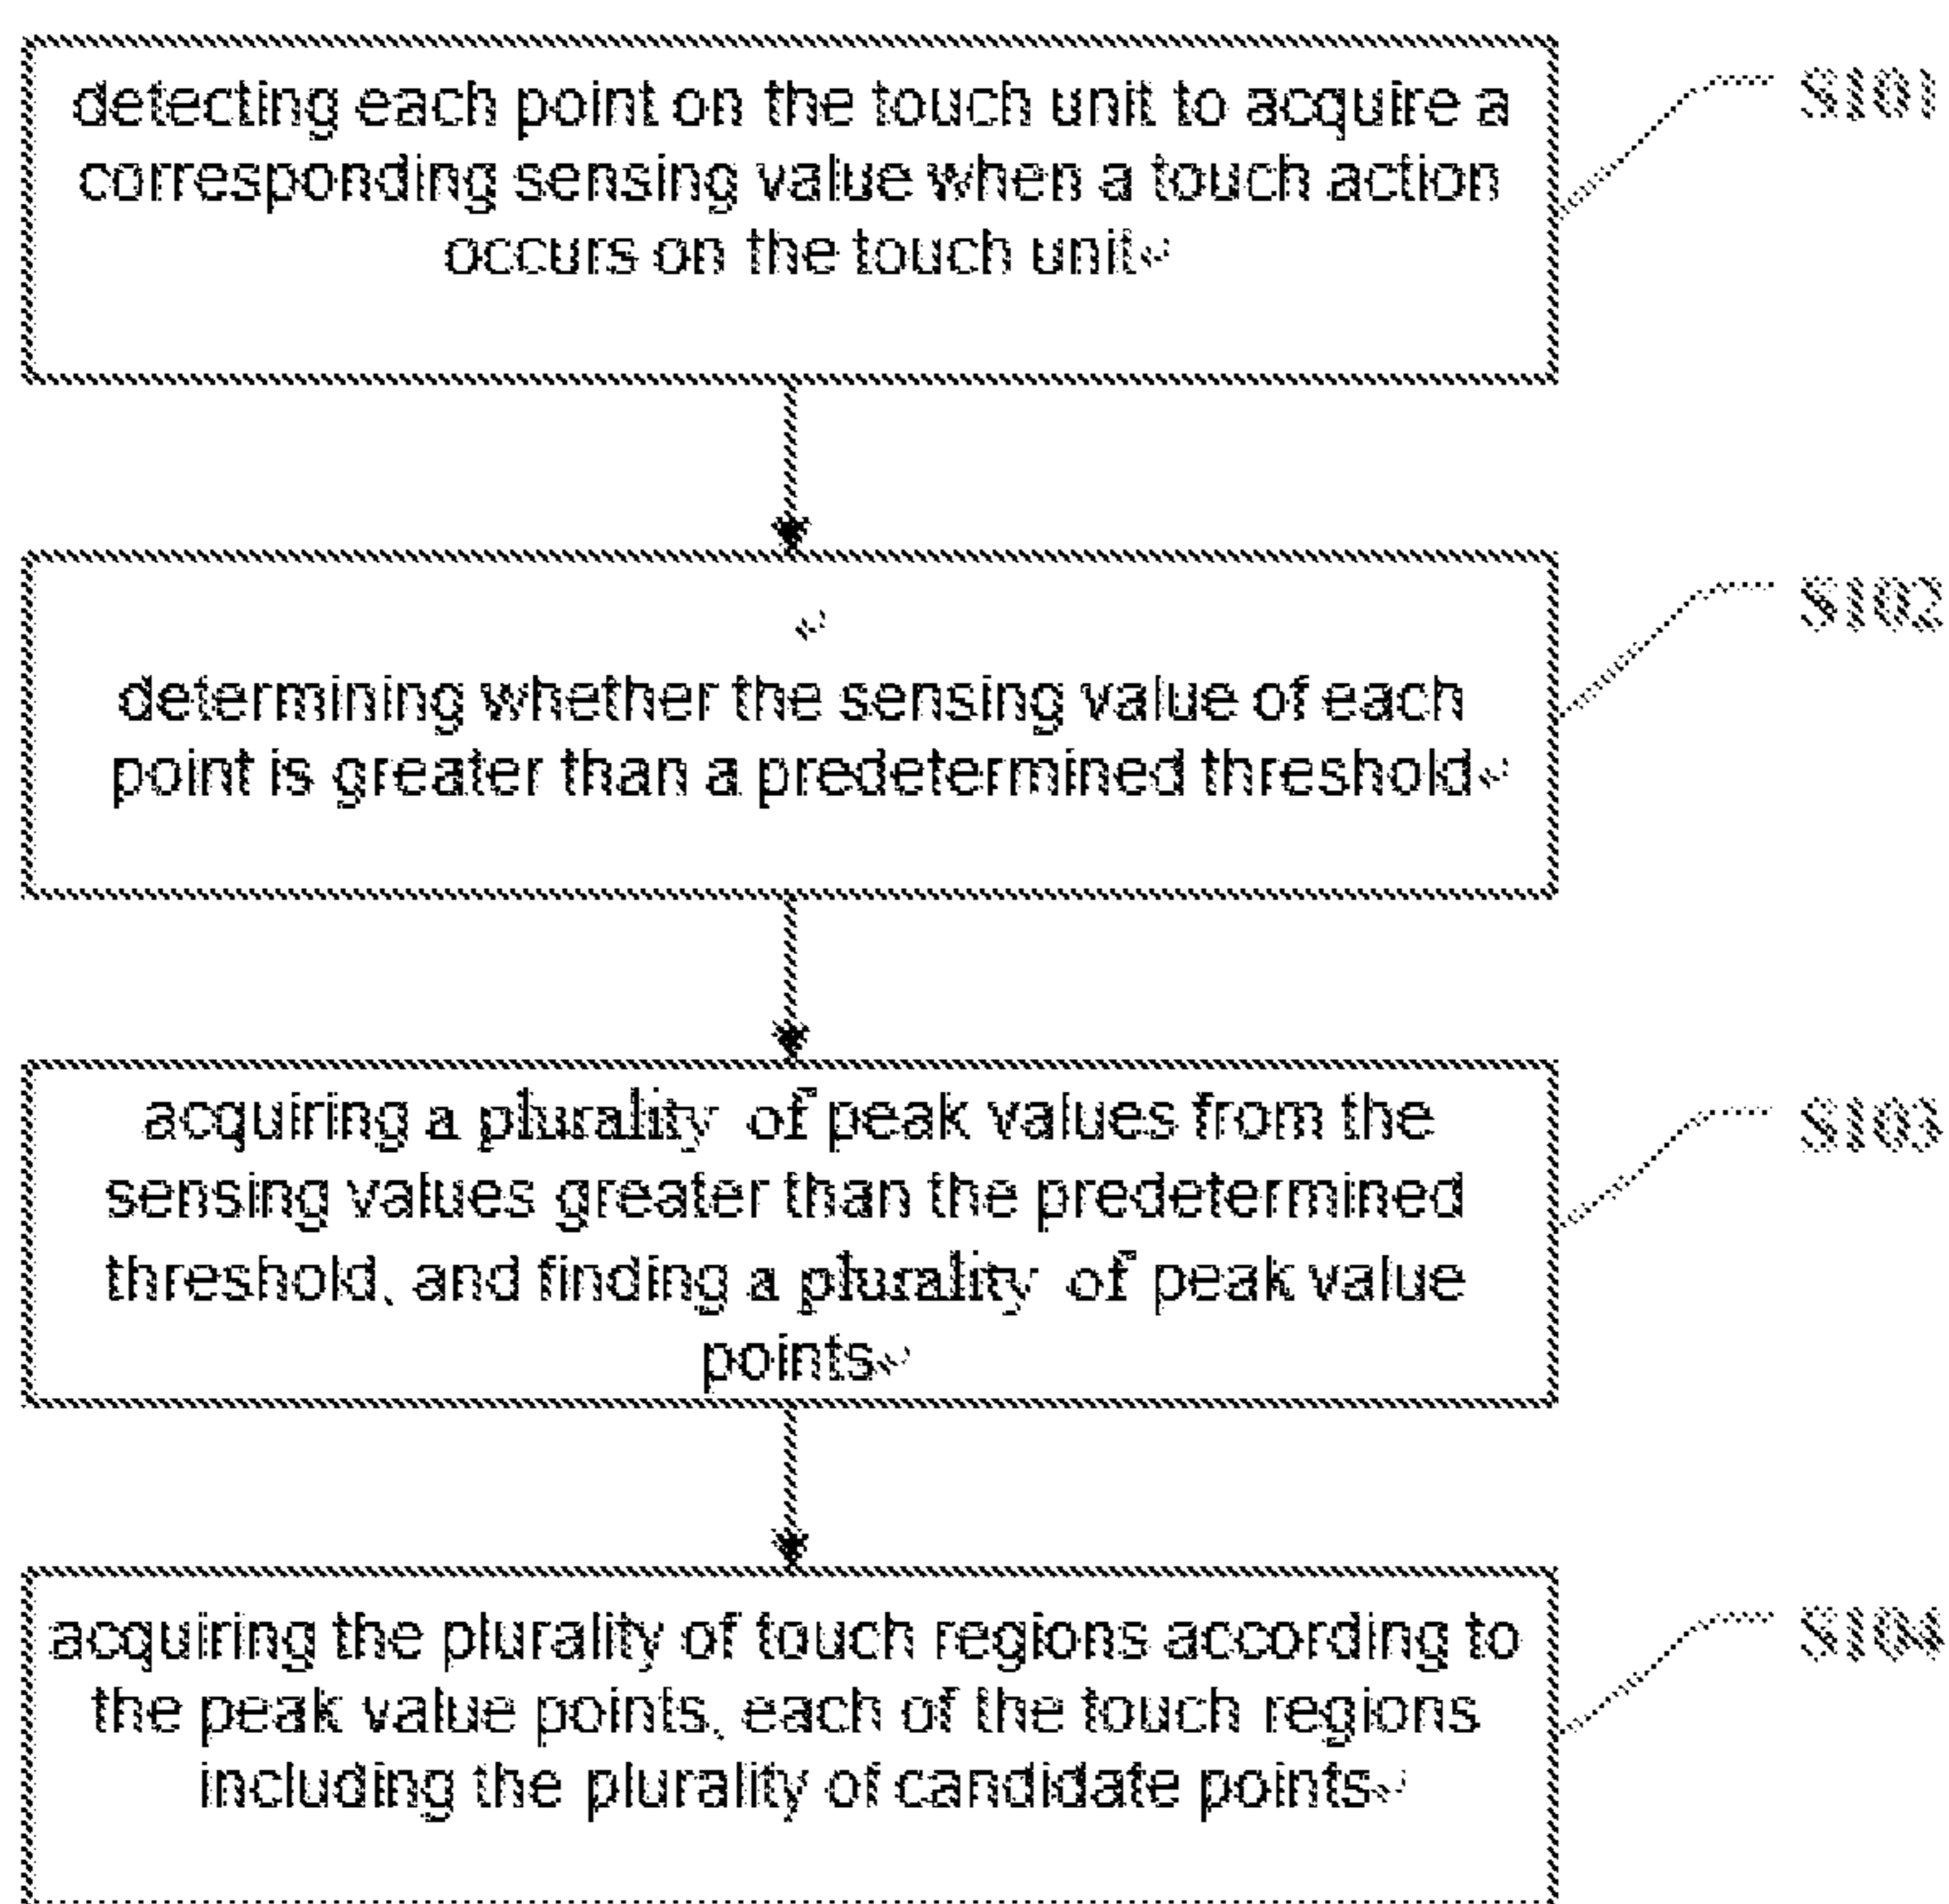 detecting each point on the touch unit to acquire a
corresponding sensing value when a touch action
occurs on the touch unit
S101
determining whether the sensing value of each
point is greater than a predetermined threshold
S102
acquiring a plurality of peak values from the
sensing values greater than the predetermined
threshold, and finding a plurality of peak value
points
S103
acquiring the plurality of touch regions according to
the peak value points, each of the touch regions
including the plurality of candidate points
S104